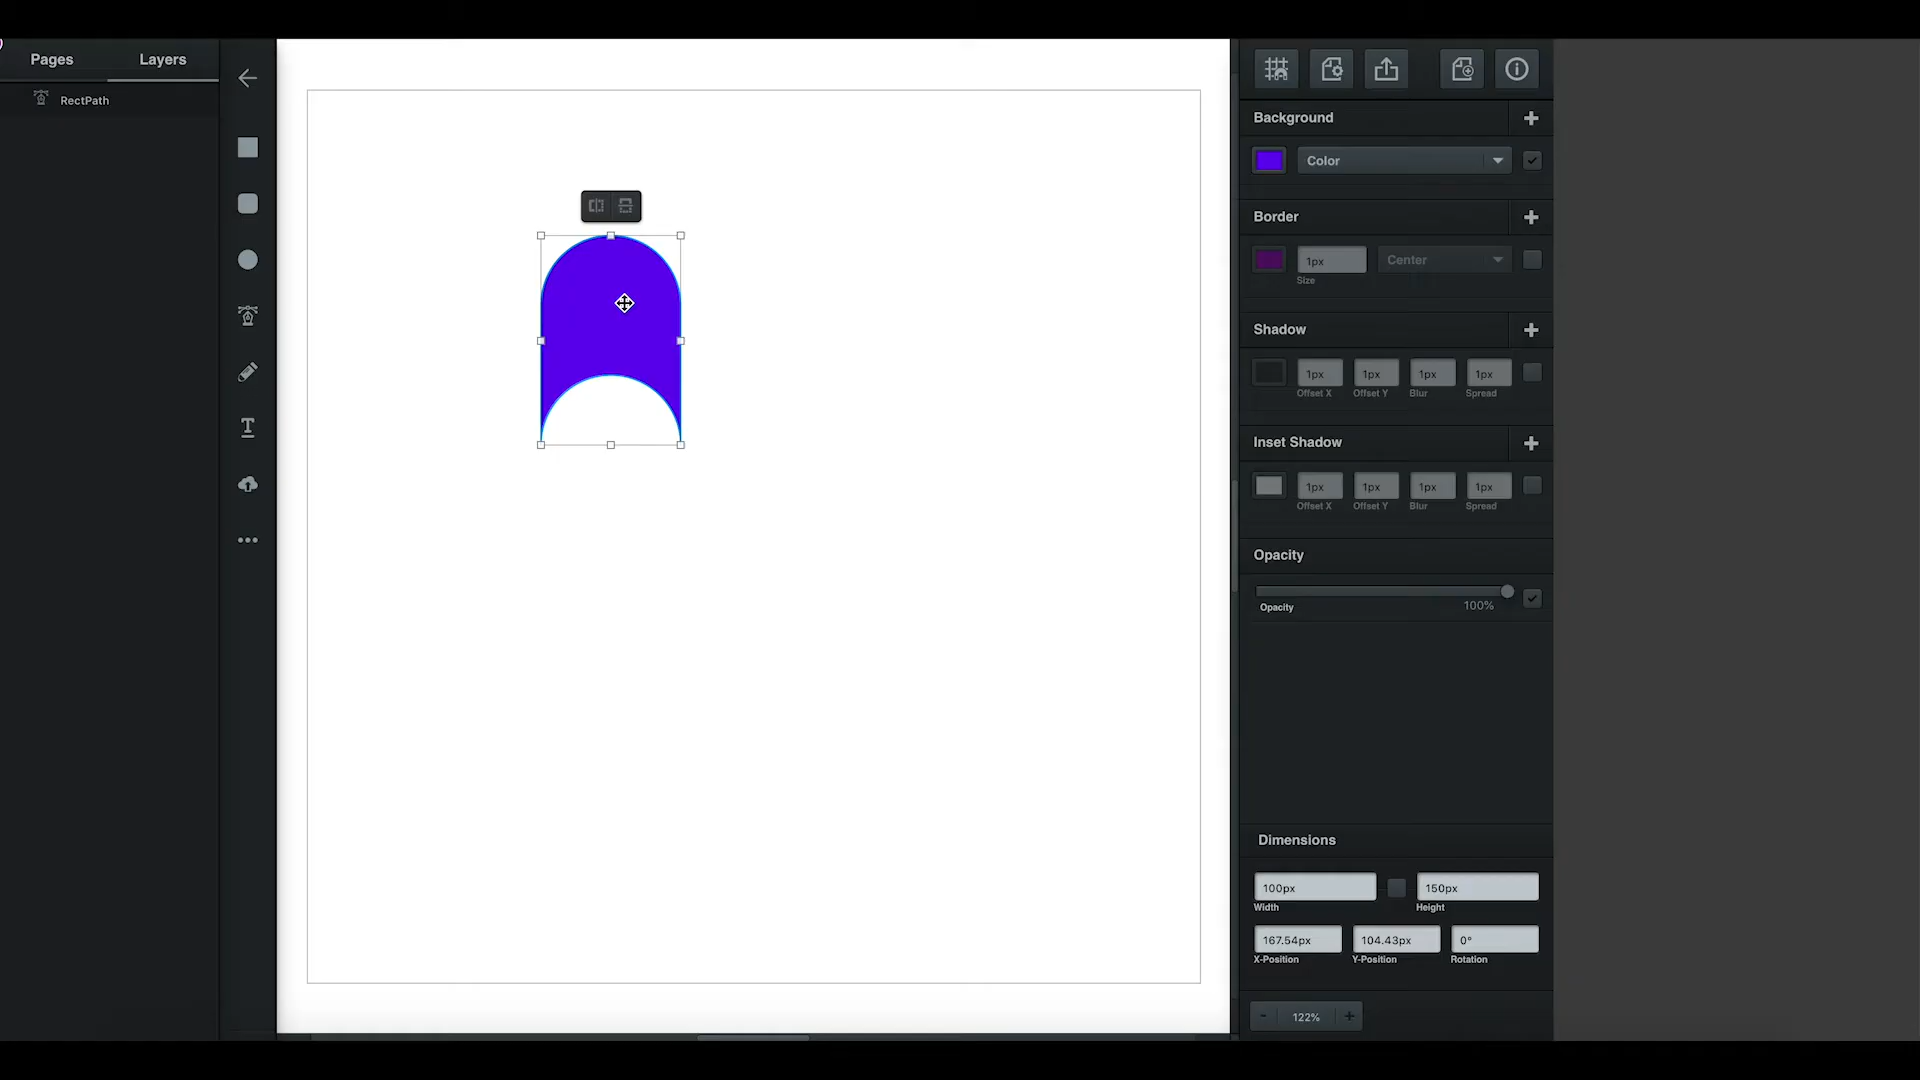 Pages
Layers
RectPath
Background
Color
Border
1px
Center
Size
Shadow
1px
1px
1px
1px
Offset X
Offset Y
Blur
Spread
Inset Shadow
1px
1px
1px
1px
Offset X
Offset Y
Blur
Spread
Opacity
Opacity
100%
Dimensions
100px
150px
Width
Height
167.54px
104.43px
0°
X-Position
Y-Position
Rotation
- 122% +